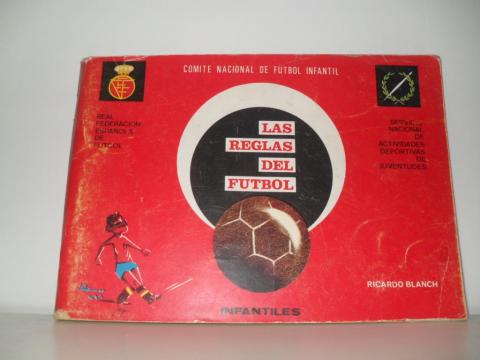 COMITE NACIONAL DE FUTBOL INFANTIL
REAL
FEDERACION
ESPAÑOLA
DE
FUTBOL
LAS
REGLAS
DEL
FUTBOL
NACIONAL
DE
ACTIVIDADES
DEPORTIVAS
DE
JUVENTUDES
RICARDO BLANCH
INFANTILES